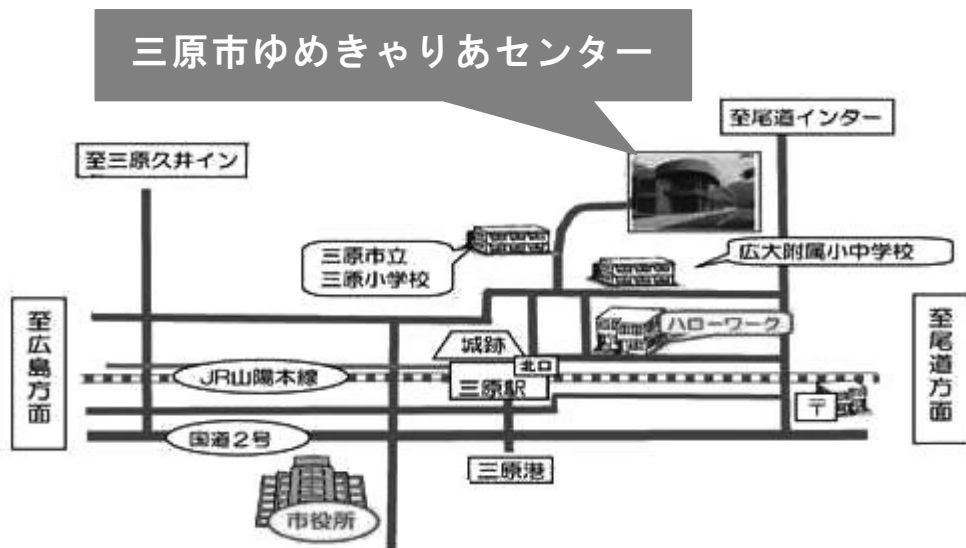 三原市ゆめきゃりあセンター
至尾道インター
至三原久井イン
三原市立
三原小学校
広大附属小中学校
至広島方面
至尾道方面
ハローワーク
城跡
北口
JR山陽本線
三原駅
〒
国道2号
三原港
市役所